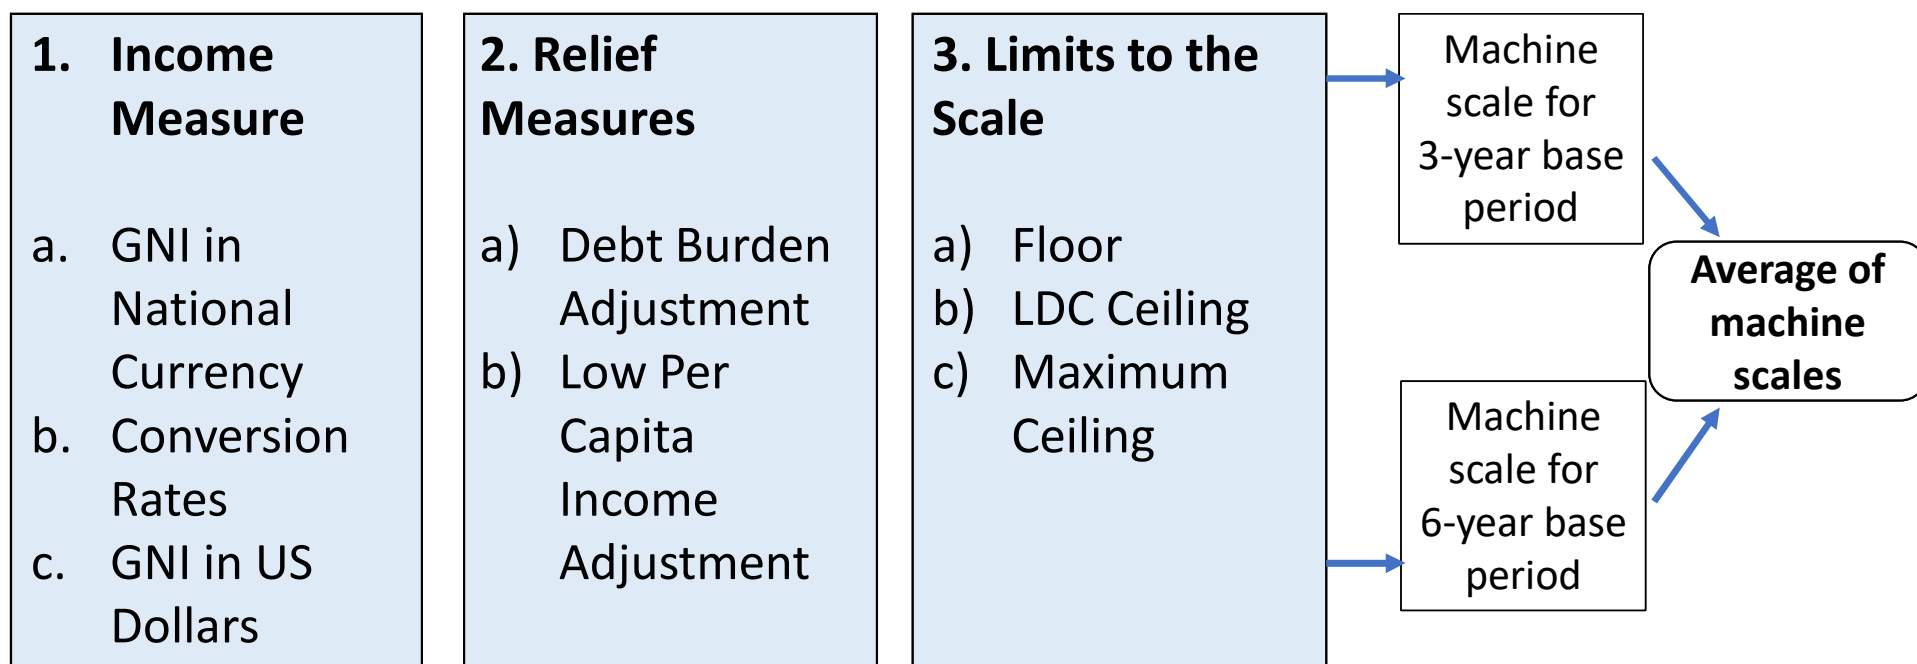 1. Income
Measure
a. GNI in
National
Currency
b. Conversion
Rates
c. GNI in US
Dollars
2. Relief
Measures
a) Debt Burden
Adjustment
b) Low Per
Capita
Income
Adjustment
3. Limits to the
Scale
a) Floor
b) LDC Ceiling
c) Maximum
Ceiling
Machine
scale for
3-year base
period
Machine
scale for
6-year base
period
Average of
machine
scales